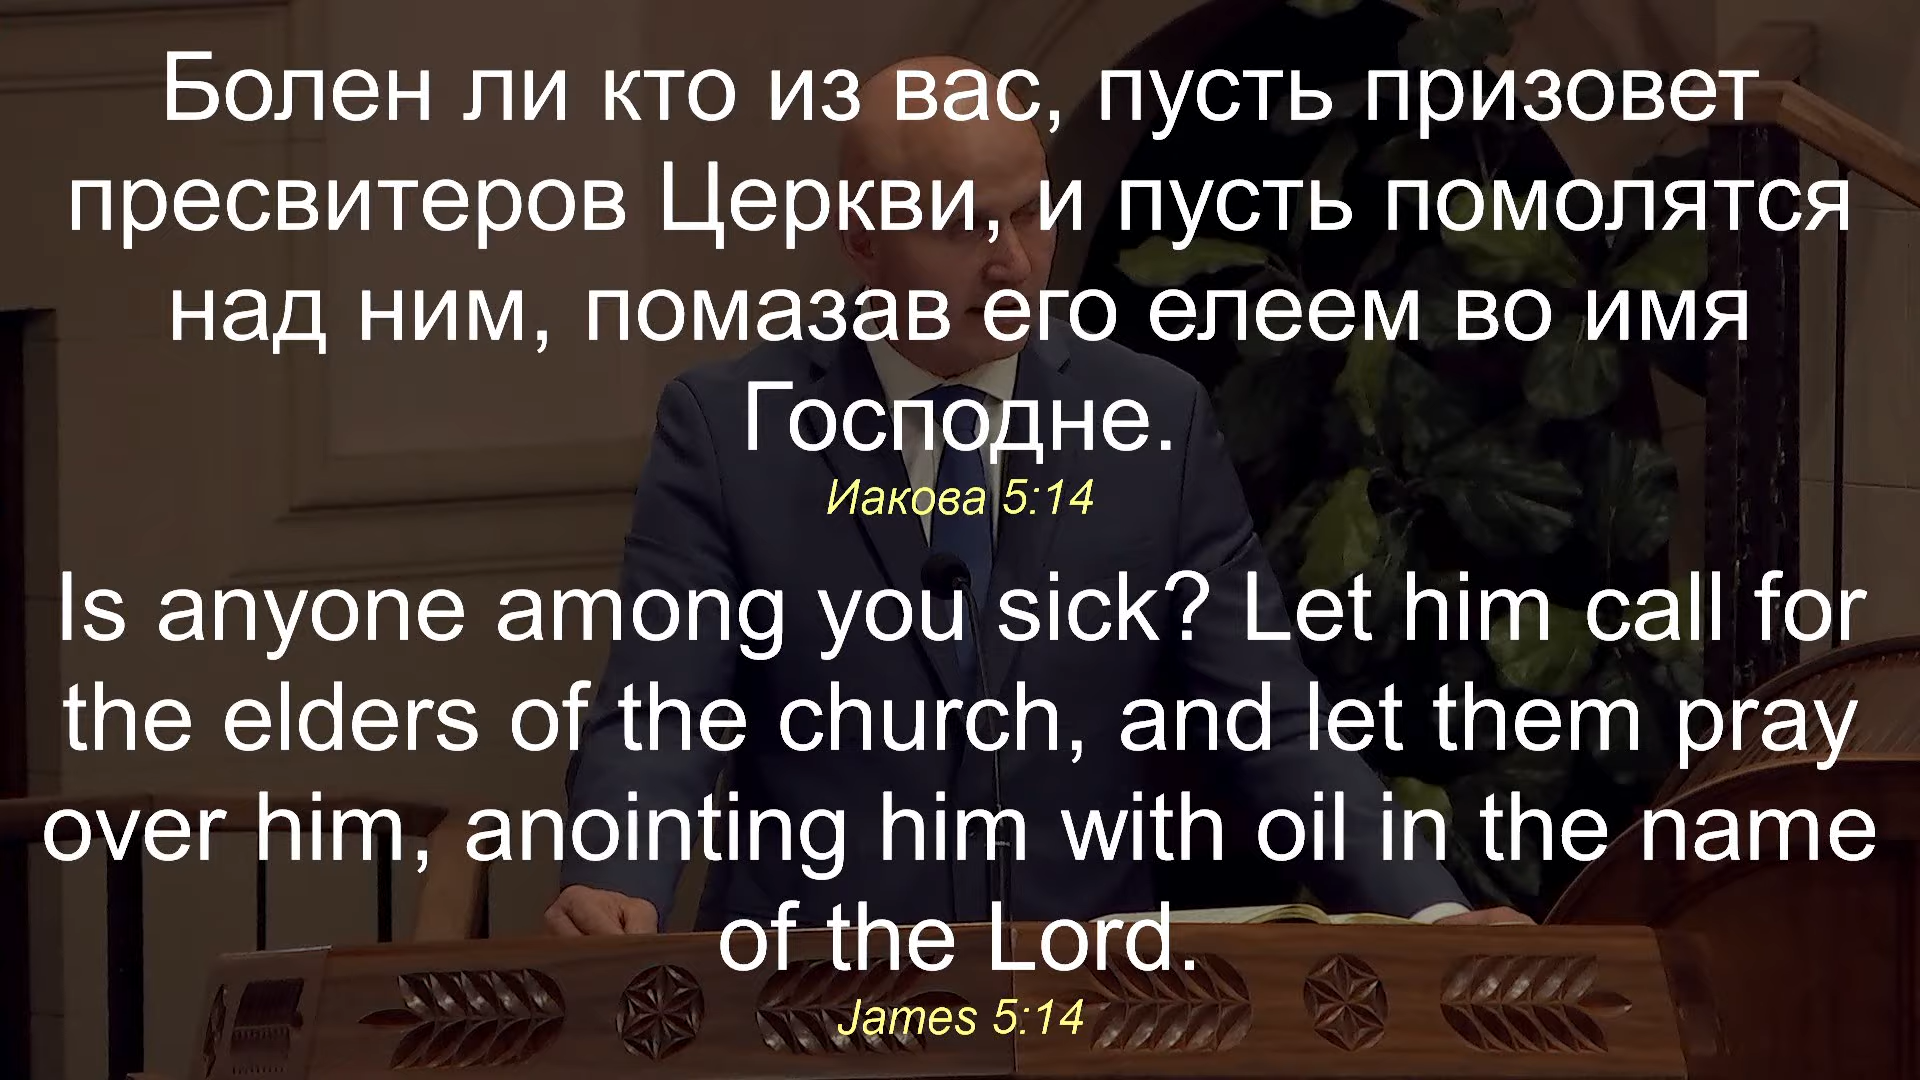 Болен ли кто из вас, пусть призовет
пресвитеров Церкви, и пусть помолятся
над ним, помазав его елеем во имя
Господне.
Иакова 5:14
Is anyone among you sick? Let him call for
the elders of the church, and let them pray
over him, anointing him with oil in the name
of the Lord.
James 5:14